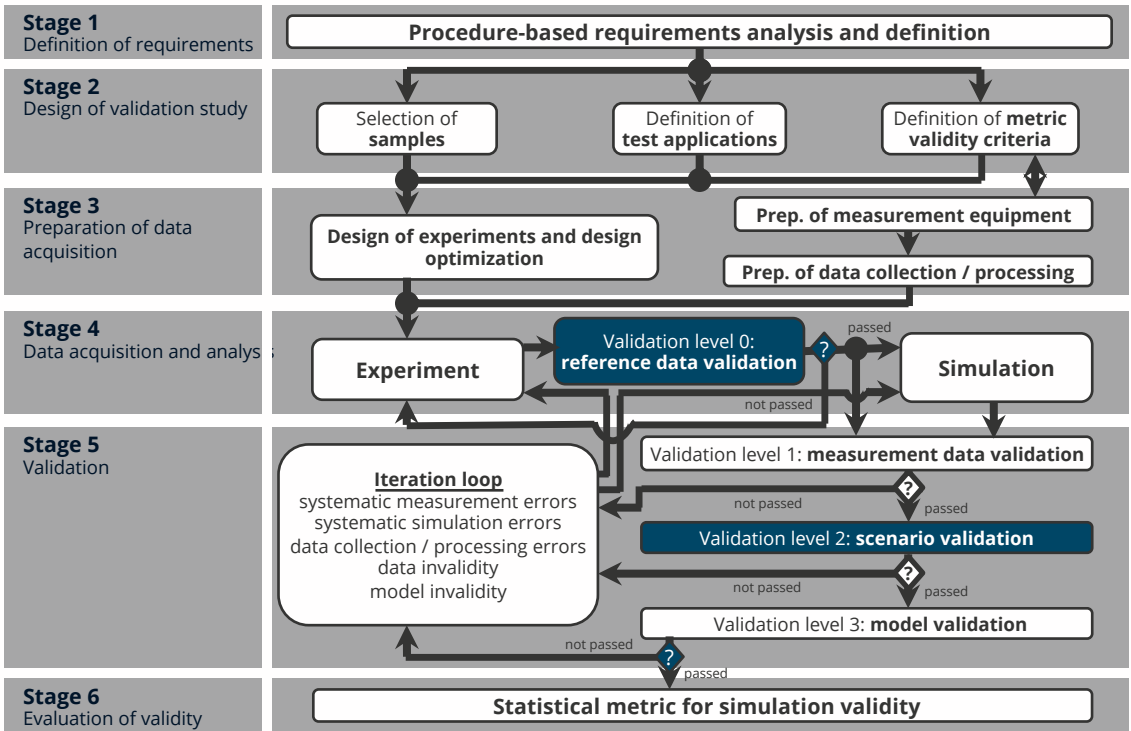 Stage 1
Definition of requirements
Procedure-based requirements analysis and definition
Stage 2
Design of validation study
Selection of
samples
Definition of
test applications
Definition of metric
validity criteria
Stage 3
Preparation of data
acquisition
Design of experiments and design
optimization
Prep. of measurement equipment
Prep. of data collection / processing
Stage 4
Data acquisition and analysis
Experiment
Validation level 0:
reference data validation
?
passed
not passed
Simulation
Stage 5
Validation
Iteration loop
systematic measurement errors
systematic simulation errors
data collection / processing errors
data invalidity
model invalidity
Validation level 1: measurement data validation
?
not passed
passed
Validation level 2: scenario validation
?
not passed
passed
Validation level 3: model validation
not passed
?
passed
Stage 6
Evaluation of validity
Statistical metric for simulation validity